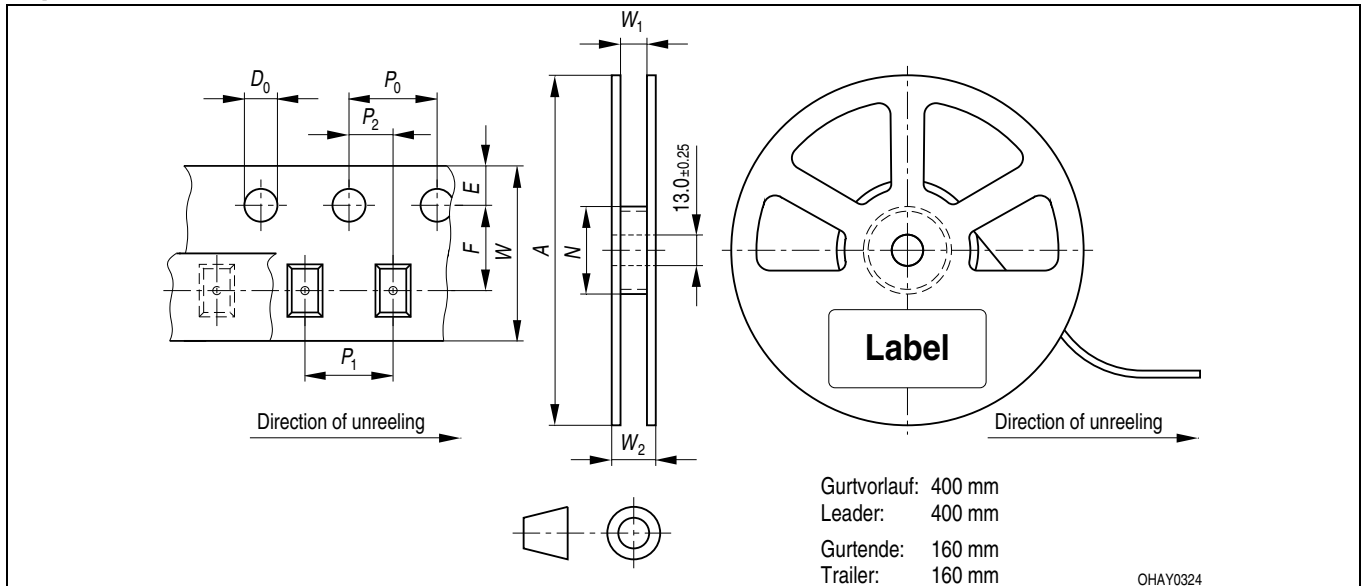 W1
D0
P0
P2
E
F
W
A
N
13.0±0.25
P1
Label
Direction of unreeling
W2
Direction of unreeling
Gurtvorlauf: 400 mm
Leader: 400 mm
Gurtende: 160 mm
Trailer: 160 mm
OHAY0324